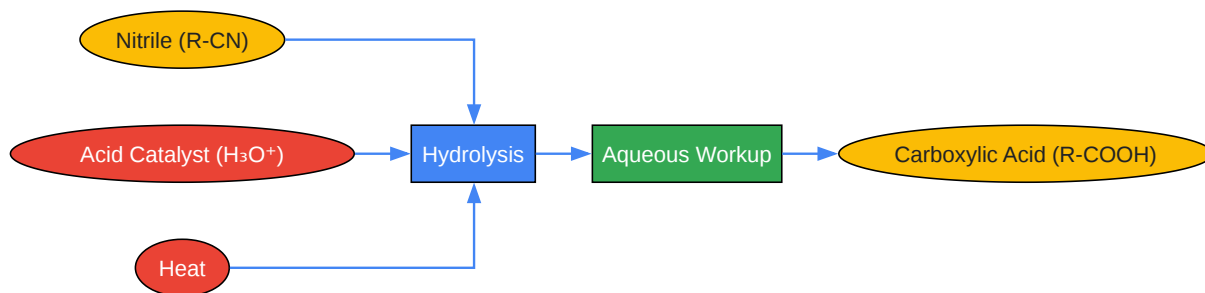 Nitrile (R-CN)
Acid Catalyst (H₃O⁺)
Hydrolysis
Aqueous Workup
Carboxylic Acid (R-COOH)
Heat